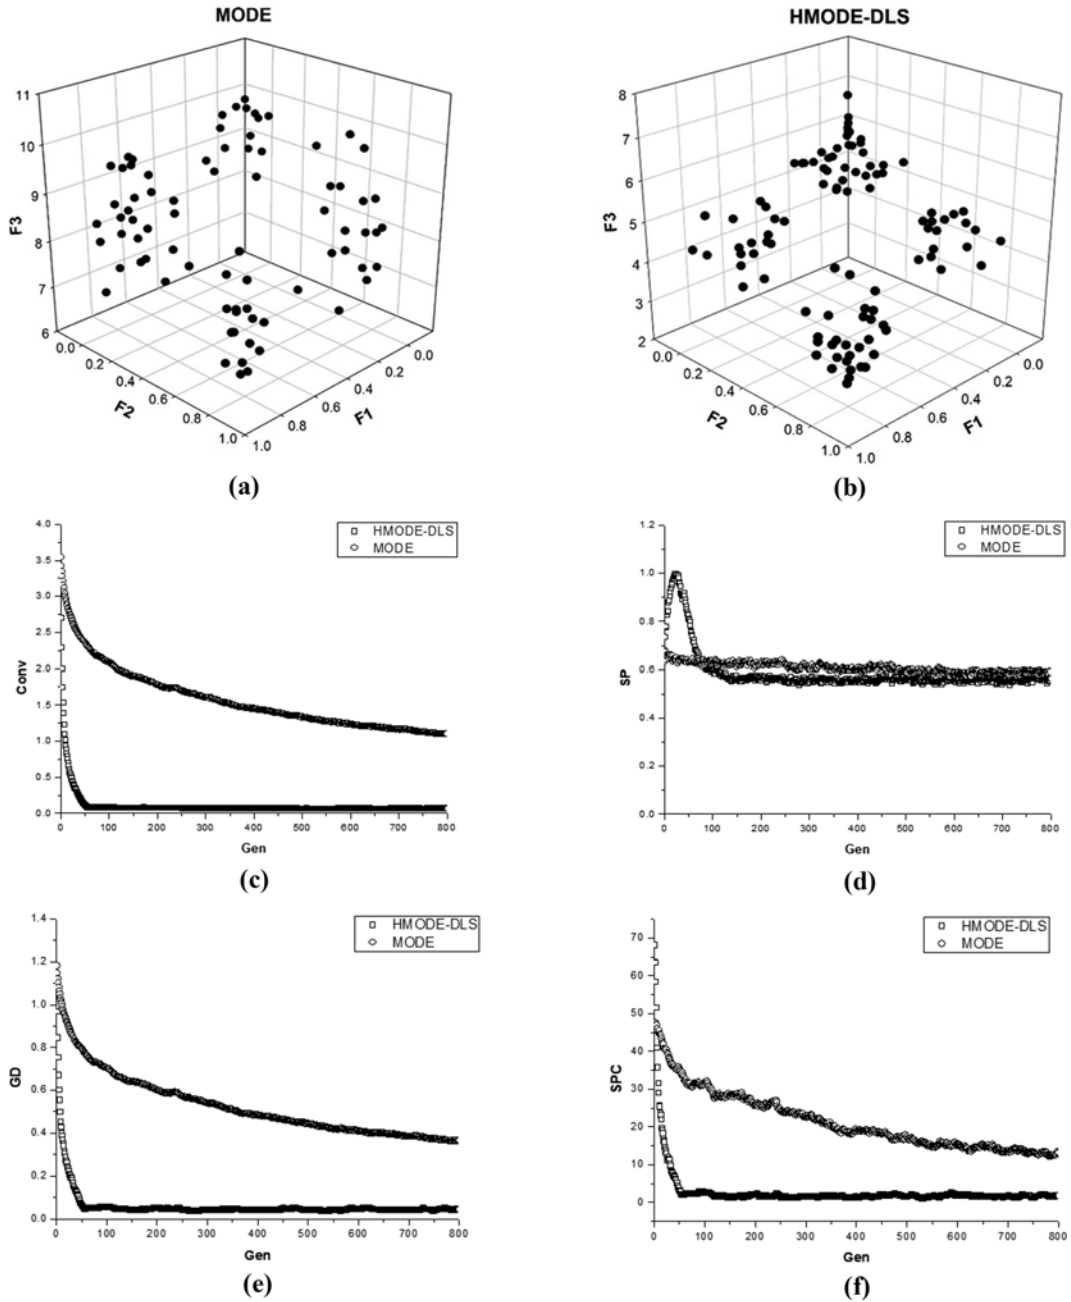 MODE
HMODE-DLS
11
10
9
8
7
6
F3
0.0
0.2
0.4
0.6
0.8
1.0
F2
0.0
0.2
0.4
0.6
0.8
1.0
F1
8
7
6
5
4
3
2
F3
0.0
0.2
0.4
0.6
0.8
1.0
F2
0.0
0.2
0.4
0.6
0.8
1.0
F1
(a)
(b)
HMODE-DLS
MODE
4.0
3.5
3.0
2.5
2.0
1.5
1.0
0.5
0.0
Conv
0 100 200 300 400 500 600 700 800
Gen
(c)
HMODE-DLS
MODE
1.2
1.0
0.8
0.6
0.4
0.2
0.0
SP
0 100 200 300 400 500 600 700 800
Gen
(d)
HMODE-DLS
MODE
1.4
1.2
1.0
0.8
0.6
0.4
0.2
0.0
GD
0 100 200 300 400 500 600 700 800
Gen
(e)
HMODE-DLS
MODE
70
60
50
40
30
20
10
0
SPC
0 100 200 300 400 500 600 700 800
Gen
(f)